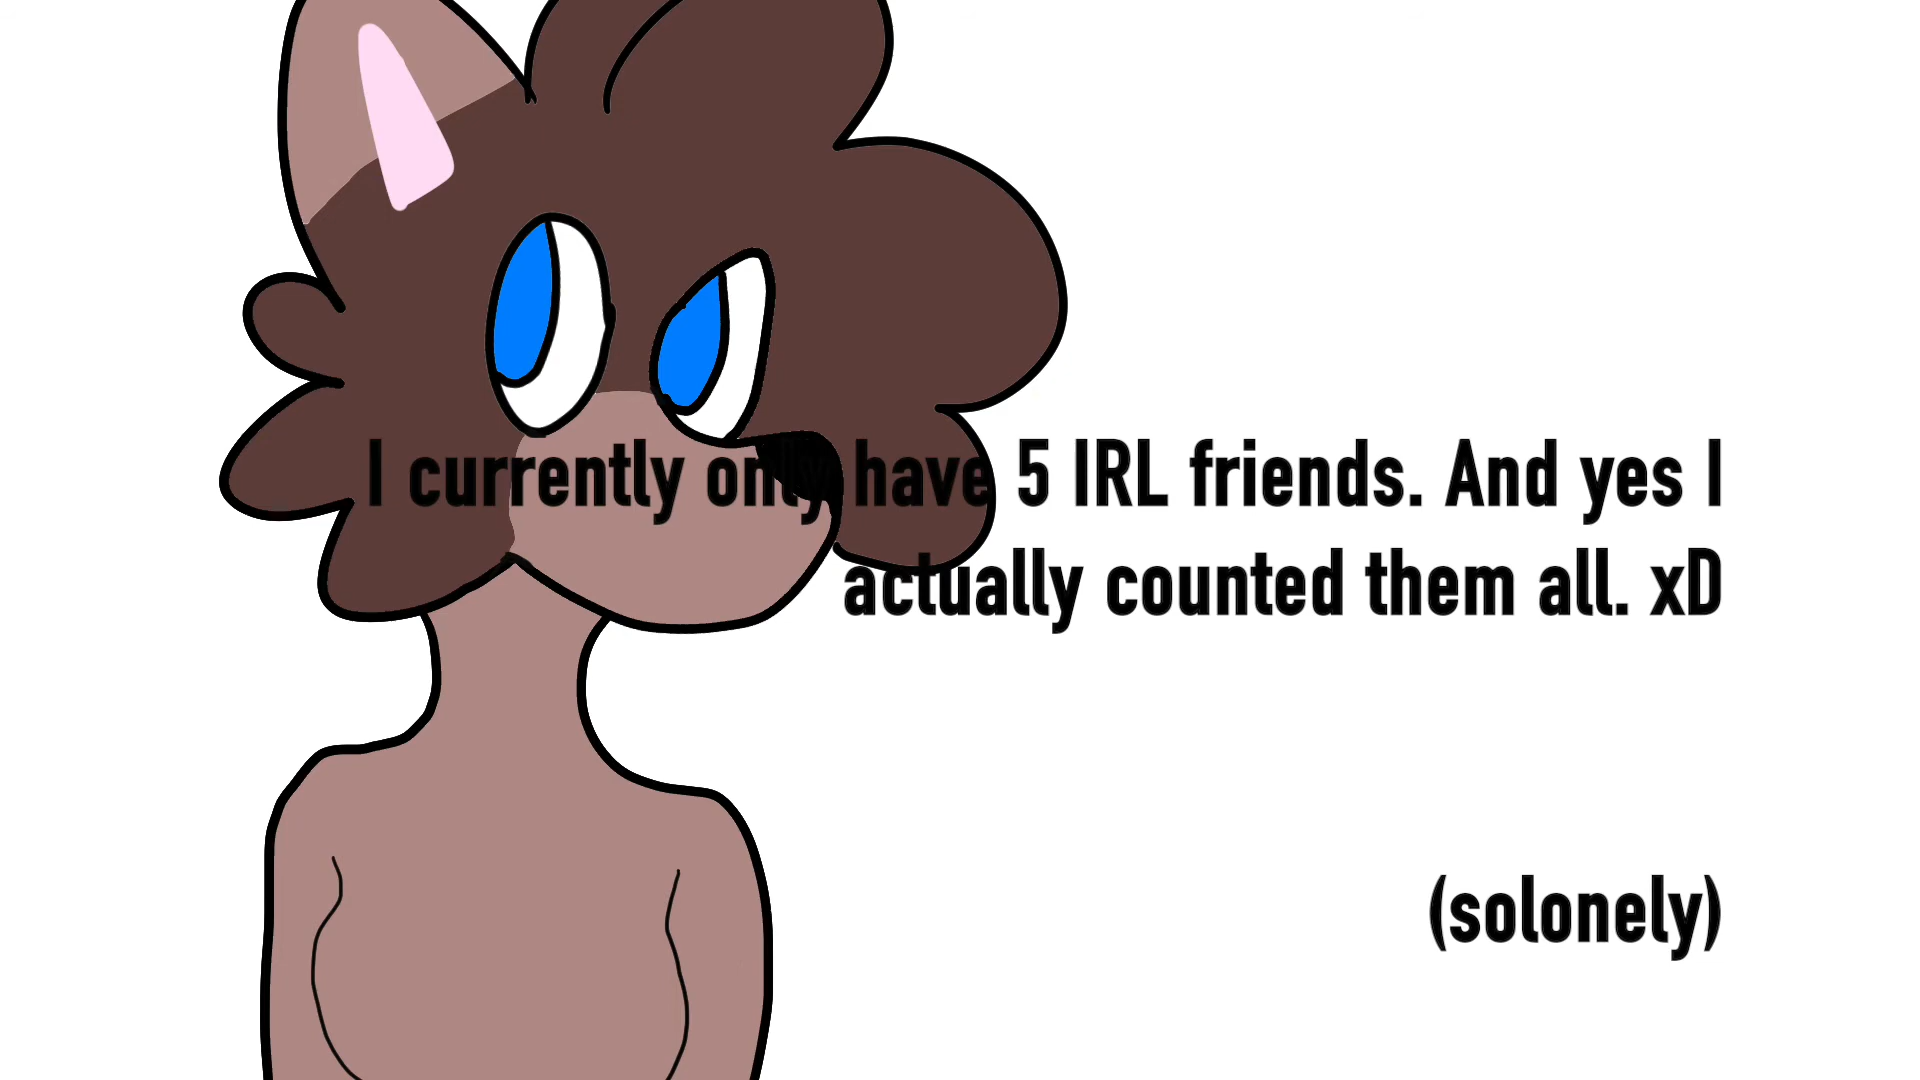 I currently only have 5 IRL friends. And yes I
actually counted them all. xD
(solonely)